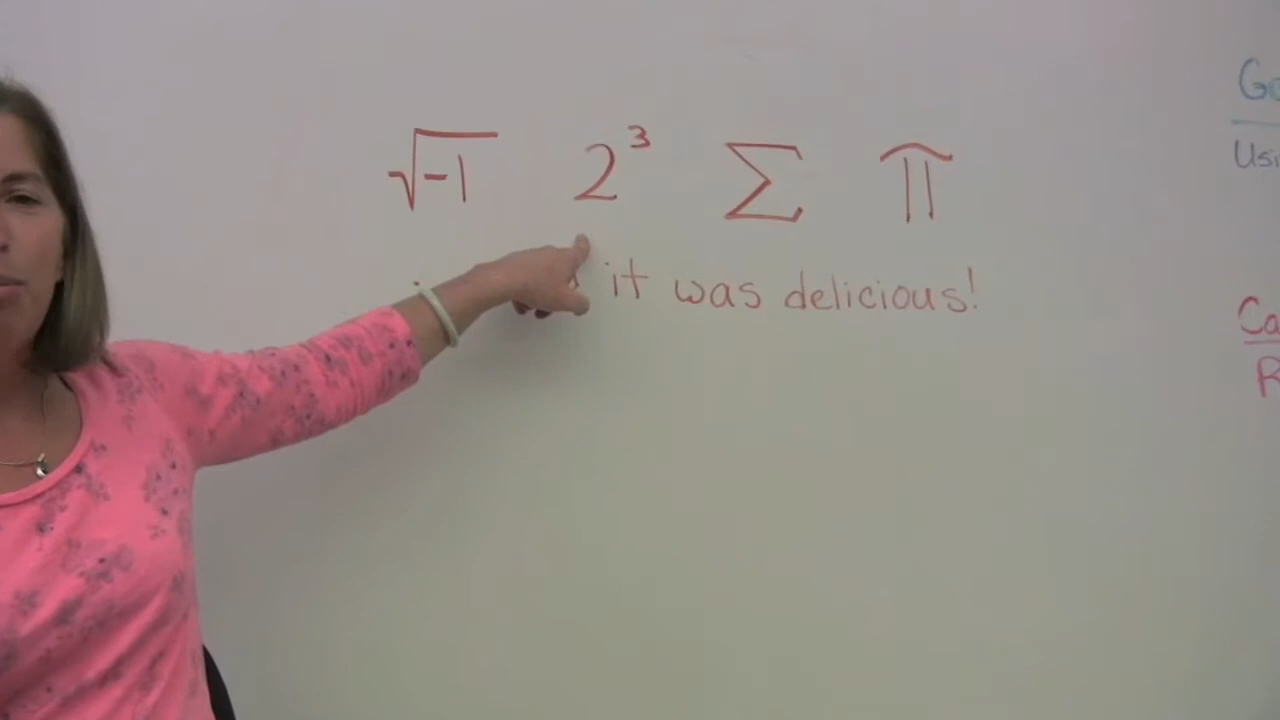 √-1 2³ Σ π
it was delicious!